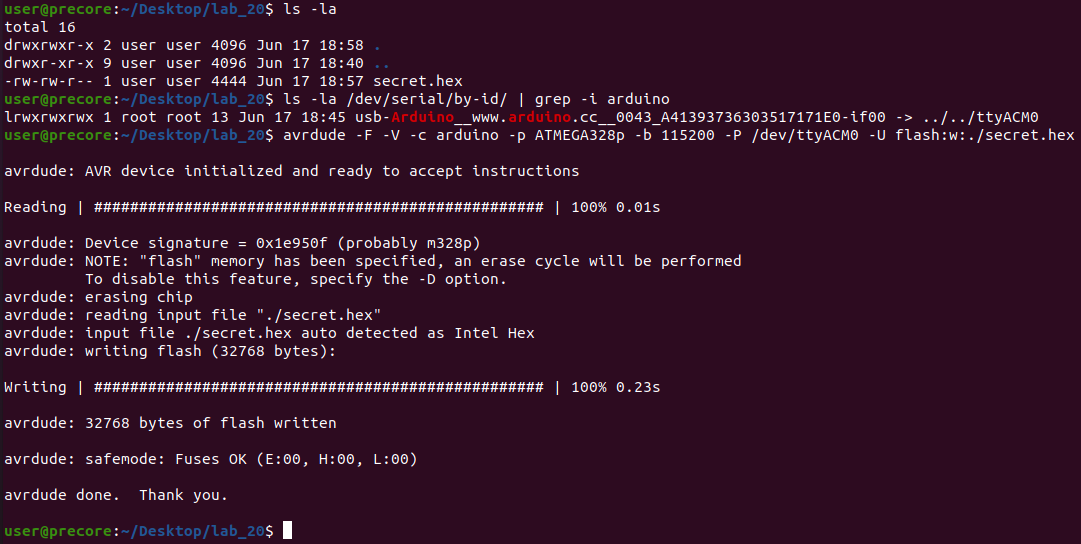 user@precore:~/Desktop/lab_20$ ls -la
total 16
drwxrwxr-x 2 user user 4096 Jun 17 18:58 .
drwxr-xr-x 9 user user 4096 Jun 17 18:40 ..
-rw-rw-r-- 1 user user 4444 Jun 17 18:57 secret.hex
user@precore:~/Desktop/lab_20$ ls -la /dev/serial/by-id/ | grep -i arduino
lrwxrwxrwx 1 root root 13 Jun 17 18:45 usb-Arduino__www.arduino.cc__0043_A41393736303517171E0-if00 -> ../../ttyACM0
user@precore:~/Desktop/lab_20$ avrdude -F -V -c arduino -p ATMEGA328p -b 115200 -P /dev/ttyACM0 -U flash:w:./secret.hex

avrdude: AVR device initialized and ready to accept instructions

Reading | ################################################## | 100% 0.01s

avrdude: Device signature = 0x1e950f (probably m328p)
avrdude: NOTE: "flash" memory has been specified, an erase cycle will be performed
         To disable this feature, specify the -D option.
avrdude: erasing chip
avrdude: reading input file "./secret.hex"
avrdude: input file ./secret.hex auto detected as Intel Hex
avrdude: writing flash (32768 bytes):

Writing | ################################################## | 100% 0.23s

avrdude: 32768 bytes of flash written

avrdude: safemode: Fuses OK (E:00, H:00, L:00)

avrdude done.  Thank you.

user@precore:~/Desktop/lab_20$